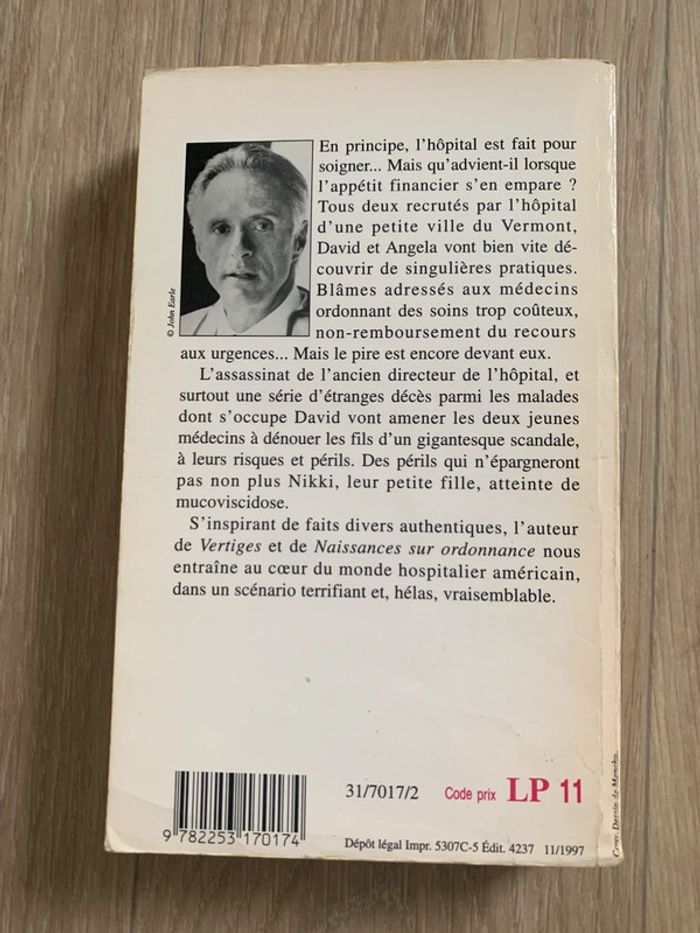 En principe, l'hôpital est fait pour
soigner... Mais qu'advient-il lorsque
l'appétit financier s'en empare ?
Tous deux recrutés par l'hôpital
d'une petite ville du Vermont,
David et Angela vont bien vite dé-
couvrir de singulières pratiques.
Blâmes adressés aux médecins
ordonnant des soins trop coûteux,
non-remboursement du recours
aux urgences... Mais le pire est encore devant eux.
L'assassinat de l'ancien directeur de l'hôpital, et
surtout une série d'étranges décès parmi les malades
dont s'occupe David vont amener les deux jeunes
médecins à dénouer les fils d'un gigantesque scandale,
à leurs risques et périls. Des périls qui n'épargneront
pas non plus Nikki, leur petite fille, atteinte de
mucoviscidose.
S'inspirant de faits divers authentiques, l'auteur
de Vertiges et de Naissances sur ordonnance nous
entraîne au cœur du monde hospitalier américain,
dans un scénario terrifiant et, hélas, vraisemblable.
© John Earle
31/7017/2 Code prix LP 11
9 782253 170174
Dépôt légal Impr. 5307C-5 Édit. 4237 11/1997
Couv. Dessin de